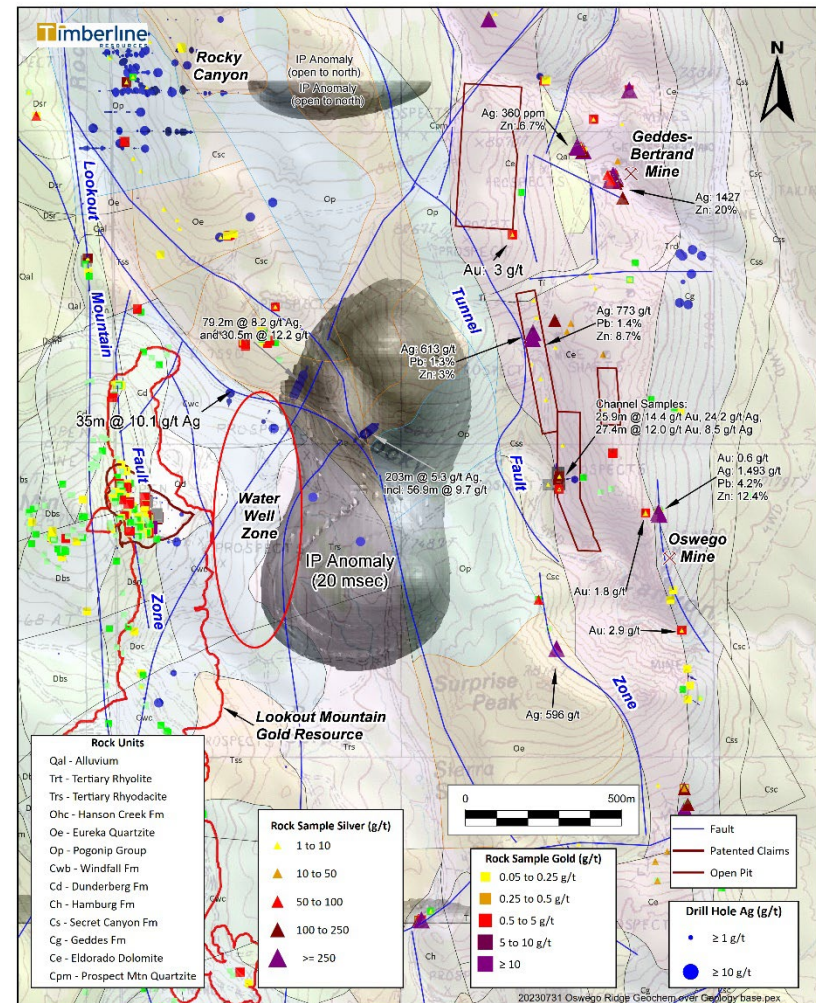 Timberline
RESOURCES
Rocky
Canyon
IP Anomaly
(open to north)
IP Anomaly
(open to north)
N
Ag: 360 ppm
Zn: 6.7%
Geddes-
Bertrand
Mine
Ag: 1427
Zn: 20%
Au: 3 g/t
Lookout
Mountain
Fault
Zone
Tunnel
Fault
Zone
79.2m @ 8.2 g/t Ag,
and 30.5m @ 12.2 g/t
35m @ 10.1 g/t Ag
Ag: 613 g/t
Pb: 1.3%
Zn: 3%
Ag: 773 g/t
Pb: 1.4%
Zn: 8.7%
Channel Samples:
25.9m @ 14.4 g/t Au, 24.2 g/t Ag,
27.4m @ 12.0 g/t Au, 8.5 g/t Ag
203m @ 5.3 g/t Ag,
incl. 56.9m @ 9.7 g/t
Water
Well
Zone
IP Anomaly
(20 msec)
Au: 0.6 g/t
Ag: 1,493 g/t
Pb: 4.2%
Zn: 12.4%
Oswego
Mine
Au: 1.8 g/t
Au: 2.9 g/t
Ag: 596 g/t
Surprise
Peak
Sierra
Lookout Mountain
Gold Resource
0 500m
Rock Units
Qal - Alluvium
Trt - Tertiary Rhyolite
Trs - Tertiary Rhyodacite
Ohc - Hanson Creek Fm
Oe - Eureka Quartzite
Op - Pogonip Group
Cwb - Windfall Fm
Cd - Dunderberg Fm
Ch - Hamburg Fm
Cs - Secret Canyon Fm
Cg - Geddes Fm
Ce - Eldorado Dolomite
Cpm - Prospect Mtn Quartzite
Rock Sample Silver (g/t)
1 to 10
10 to 50
50 to 100
100 to 250
>= 250
Rock Sample Gold (g/t)
0.05 to 0.25 g/t
0.25 to 0.5 g/t
0.5 to 5 g/t
5 to 10 g/t
≥ 10
Fault
Patented Claims
Open Pit
Drill Hole Ag (g/t)
≥ 1 g/t
≥ 10 g/t
20230731 Oswego Ridge Geochem over Geology base.pex